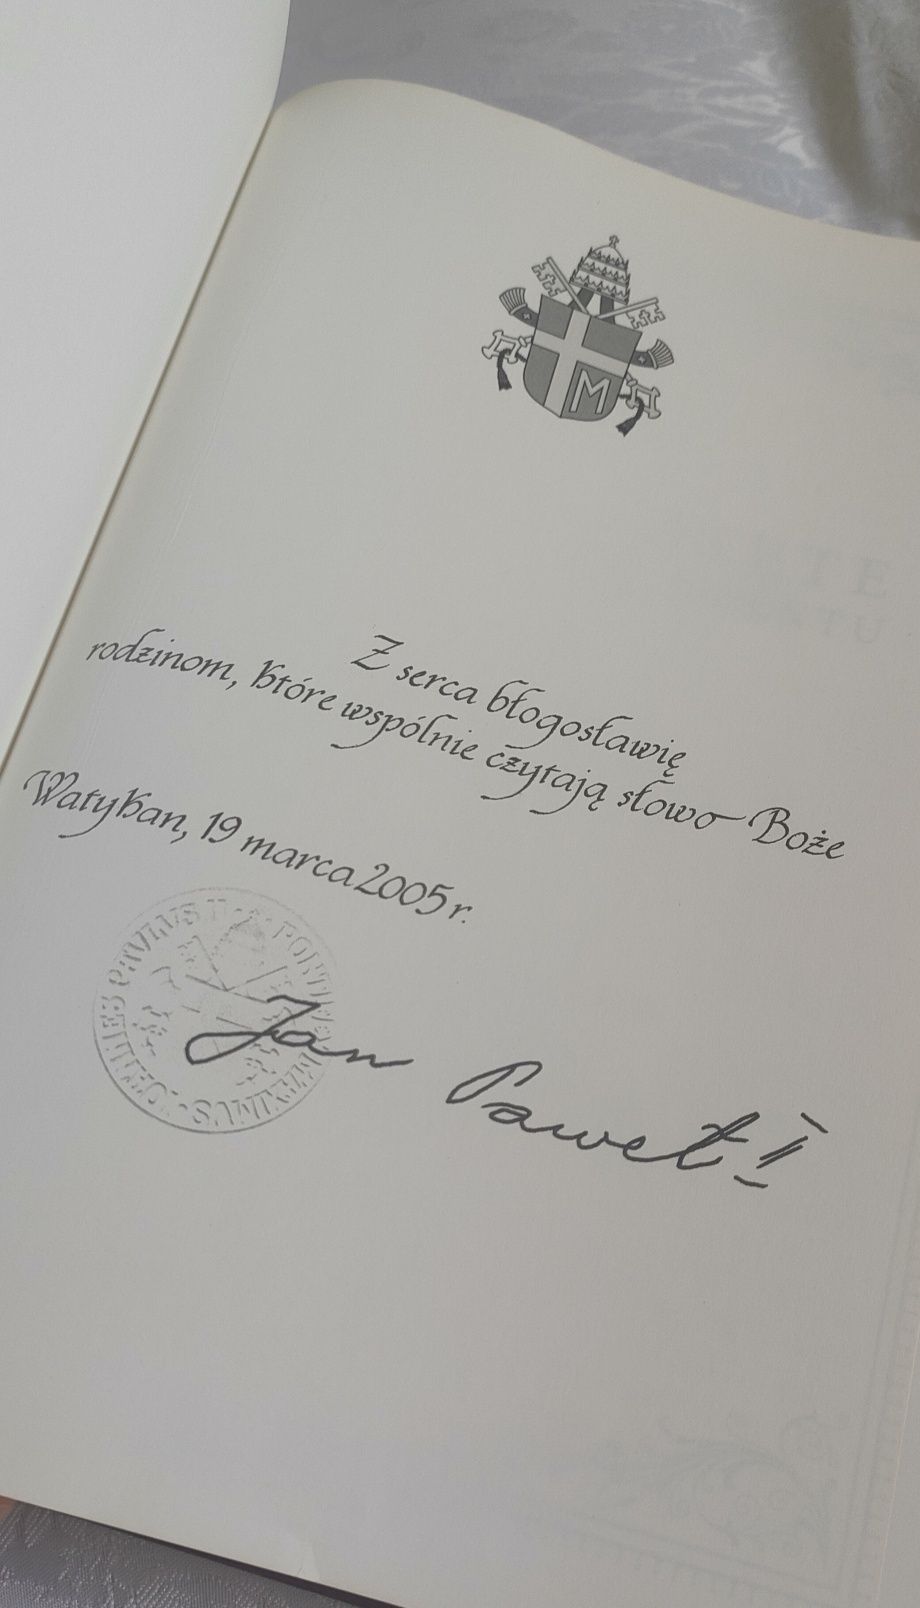 M
Z serca błogosławię
rodzinom, które wspólnie czytają słowo Boże
Watykan, 19 marca 2005 r.
Jan Paweł II